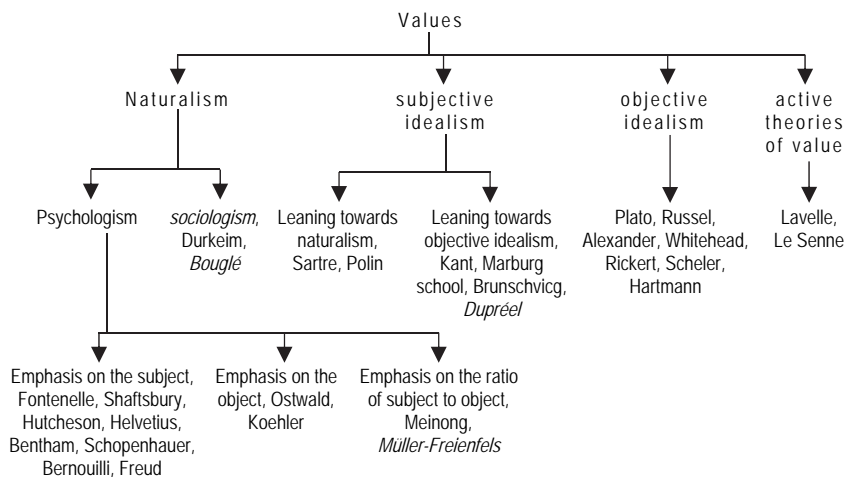 Values
Naturalism
subjective
idealism
objective
idealism
active
theories
of value
Psychologism
sociologism,
Durkeim,
Bouglé
Leaning towards
naturalism,
Sartre, Polin
Leaning towards
objective idealism,
Kant, Marburg
school, Brunschvicg,
Dupréel
Plato, Russel,
Alexander, Whitehead,
Rickert, Scheler,
Hartmann
Lavelle,
Le Senne
Emphasis on the subject,
Fontenelle, Shaftsbury,
Hutcheson, Helvetius,
Bentham, Schopenhauer,
Bernouilli, Freud
Emphasis on the
object, Ostwald,
Koehler
Emphasis on the ratio
of subject to object,
Meinong,
Müller-Freienfels